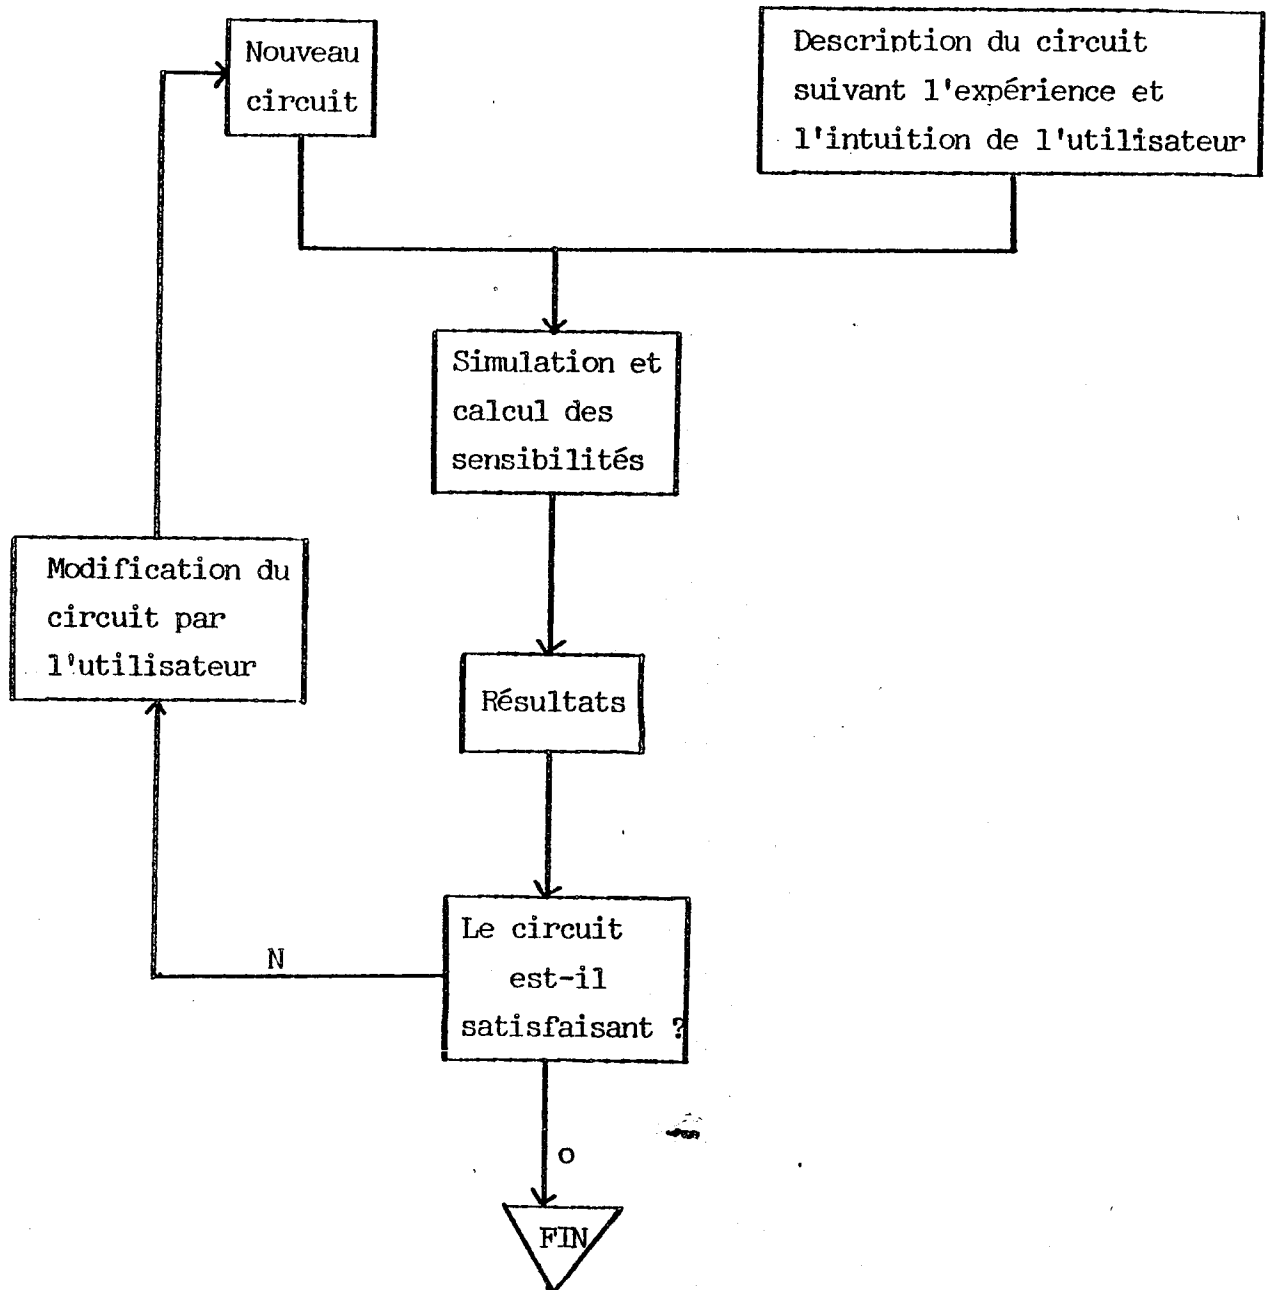 Nouveau
circuit
Description du circuit
suivant l'expérience et
l'intuition de l'utilisateur
Simulation et
calcul des
sensibilités
Modification du
circuit par
l'utilisateur
Résultats
Le circuit
est-il
satisfaisant ?
N
O
FIN